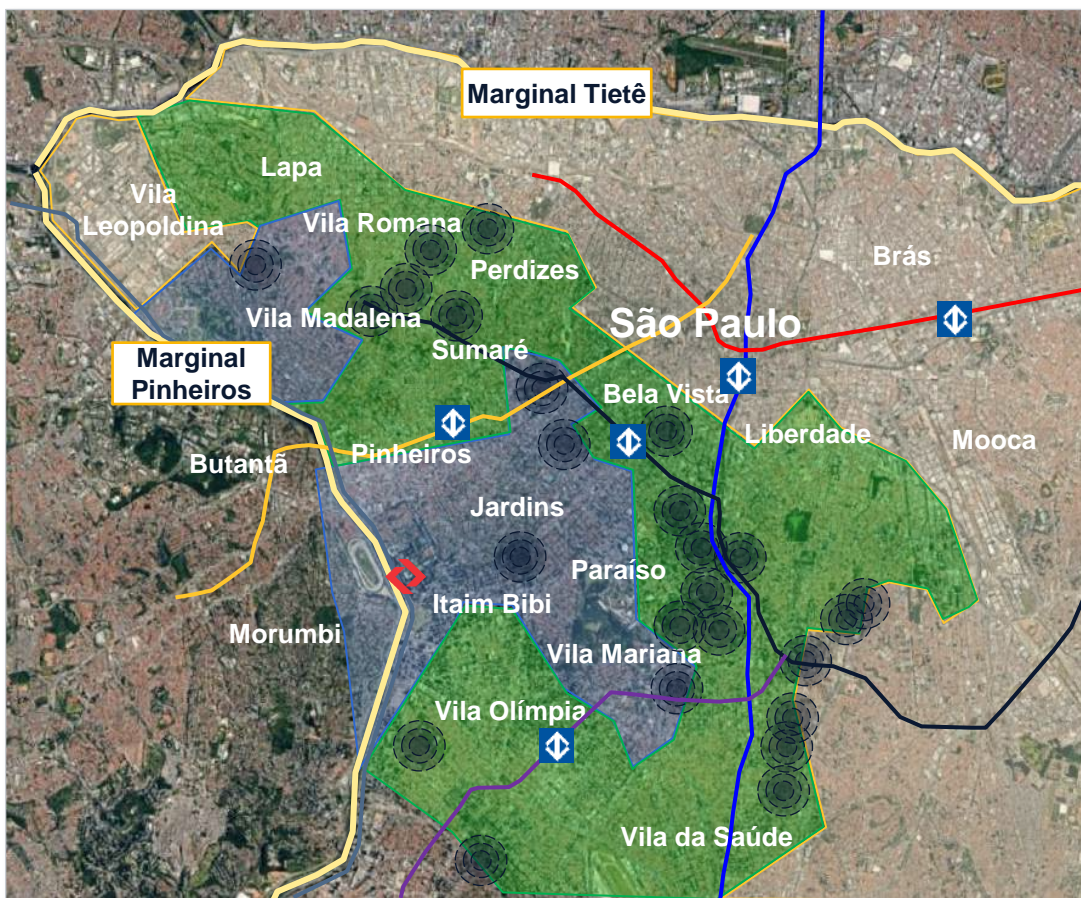 Marginal Tietê
Lapa
Vila
Leopoldina
Vila Romana
Perdizes
Brás
Vila Madalena
São Paulo
Sumaré
Marginal
Pinheiros
Bela Vista
Liberdade
Mooca
Pinheiros
Butantã
Jardins
Paraíso
Itaim Bibi
Morumbi
Vila Mariana
Vila Olímpia
Vila da Saúde